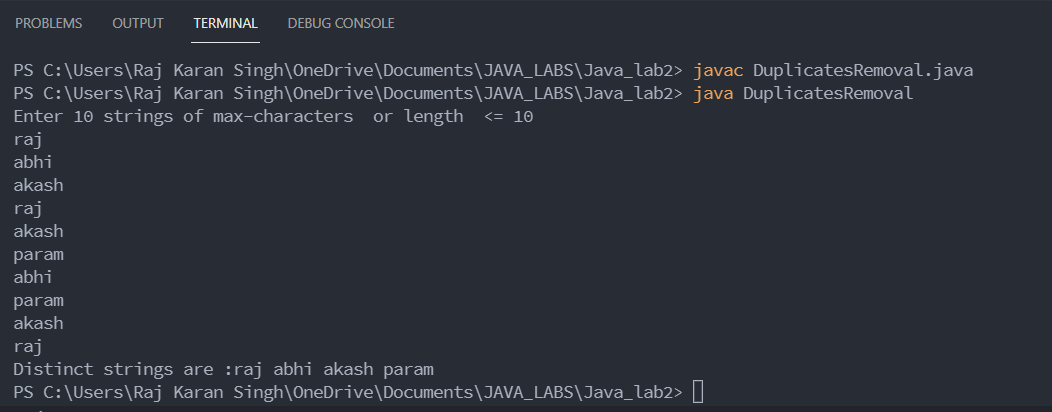 PROBLEMS OUTPUT TERMINAL DEBUG CONSOLE
PS C:\Users\Raj Karan Singh\OneDrive\Documents\JAVA_LABS\Java_lab2> javac DuplicatesRemoval.java
PS C:\Users\Raj Karan Singh\OneDrive\Documents\JAVA_LABS\Java_lab2> java DuplicatesRemoval
Enter 10 strings of max-characters  or length  <= 10
raj
abhi
akash
raj
akash
param
abhi
param
akash
raj
Distinct strings are :raj abhi akash param
PS C:\Users\Raj Karan Singh\OneDrive\Documents\JAVA_LABS\Java_lab2>